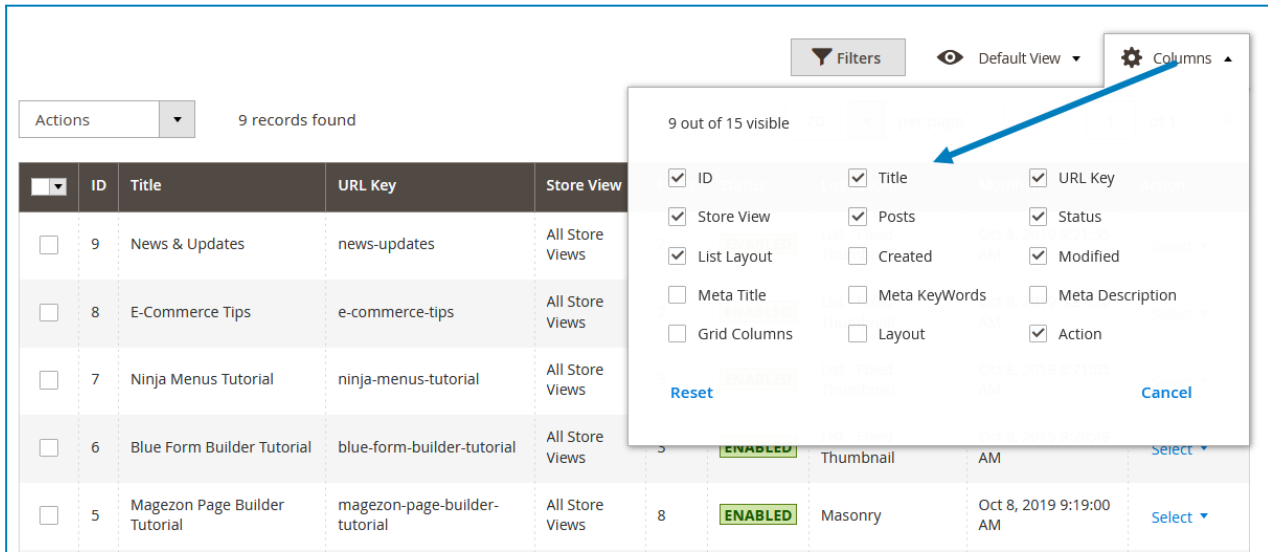 Filters Default View Columns
Actions 9 records found
9 out of 15 visible
ID Title URL Key
Store View Posts Status
List Layout Created Modified
Meta Title Meta KeyWords Meta Description
Grid Columns Layout Action
Reset Cancel
ID Title URL Key Store View
9 News & Updates news-updates All Store
Views
8 E-Commerce Tips e-commerce-tips All Store
Views
7 Ninja Menus Tutorial ninja-menus-tutorial All Store
Views
6 Blue Form Builder Tutorial blue-form-builder-tutorial All Store
Views
ENABLED
Thumbnail
AM
Select
5 Magezon Page Builder
Tutorial
magezon-page-builder-
tutorial
All Store
Views
8 ENABLED Masonry
Oct 8, 2019 9:19:00
AM
Select